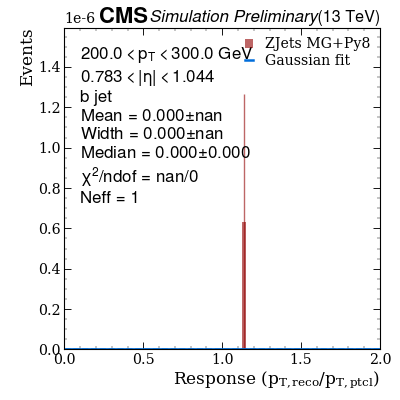 1e-6 CMS Simulation Preliminary (13 TeV)
Events
ZJets MG+Py8
Gaussian fit
200.0 < pT < 300.0 GeV
0.783 < |η| < 1.044
b jet
Mean = 0.000±nan
Width = 0.000±nan
Median = 0.000±0.000
χ²/ndof = nan/0
Neff = 1
1.4
1.2
1.0
0.8
0.6
0.4
0.2
0.0
0.0 0.5 1.0 1.5 2.0
Response (pT,reco/pT,ptcl)